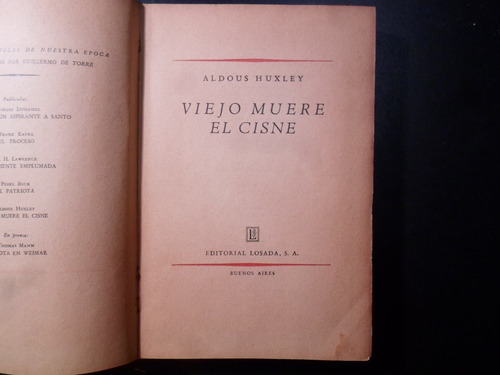 DE NUESTRA EPOCA
POR GUILLERMO DE TORRE
Publicadas:
ASPIRANTE A SANTO
FRANZ KAFKA
EL PROCESO
H. LAWRENCE
EMPLUMADA
PEARL BUCK
PATRIOTA
HUXLEY
MUERE EL CISNE
En prensa:
THOMAS MANN
EN WEIMAR
ALDOUS HUXLEY
VIEJO MUERE
EL CISNE
EDITORIAL LOSADA, S. A.
BUENOS AIRES